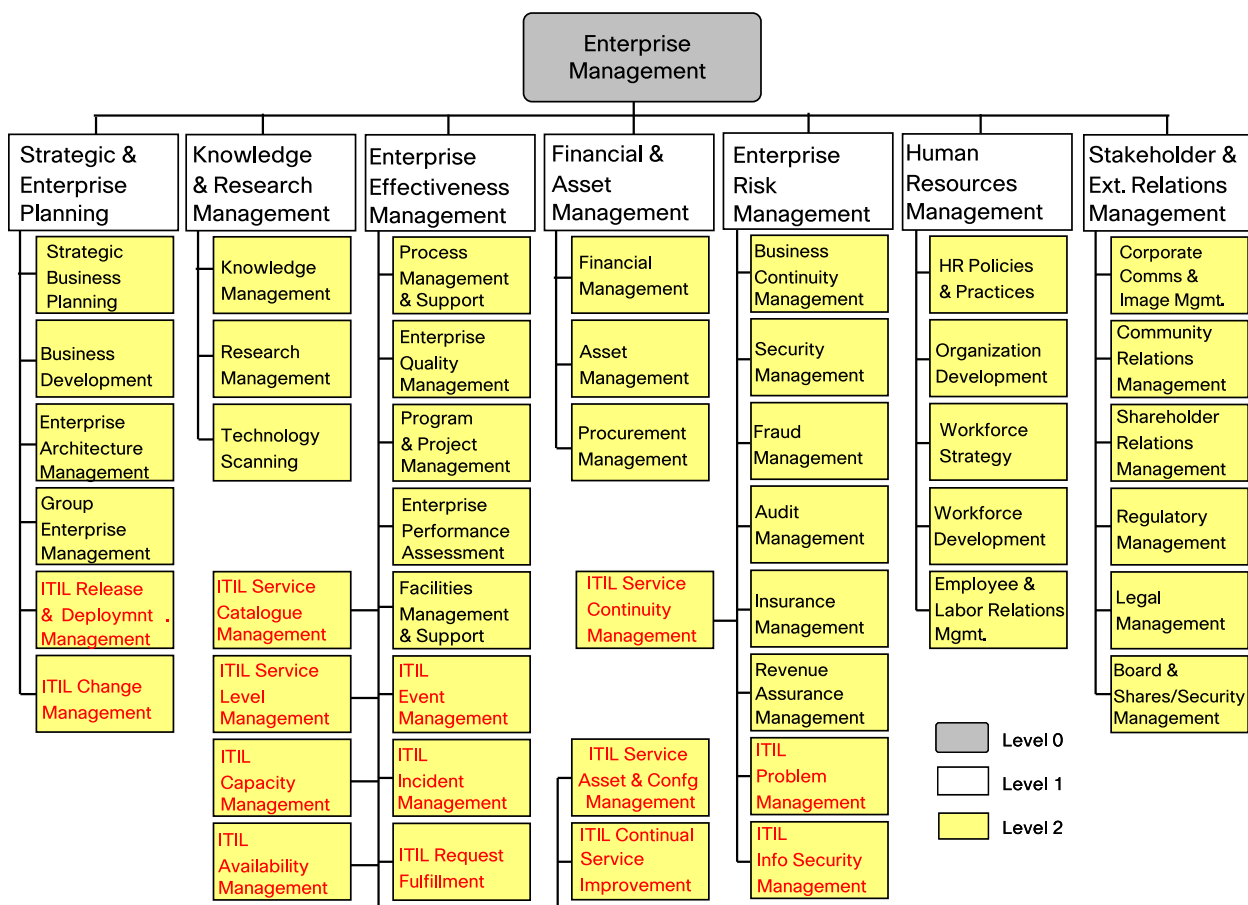 Enterprise
Management
Strategic &
Enterprise
Planning
Strategic
Business
Planning
Business
Development
Enterprise
Architecture
Management
Group
Enterprise
Management
ITIL Release
& Deploymnt .
Management
ITIL Change
Management
Knowledge
& Research
Management
Knowledge
Management
Research
Management
Technology
Scanning
ITIL Service
Catalogue
Management
ITIL Service
Level
Management
ITIL
Capacity
Management
ITIL
Availability
Management
Enterprise
Effectiveness
Management
Process
Management
& Support
Enterprise
Quality
Management
Program
& Project
Management
Enterprise
Performance
Assessment
Facilities
Management
& Support
ITIL
Event
Management
ITIL
Incident
Management
ITIL Request
Fulfillment
Financial &
Asset
Management
Financial
Management
Asset
Management
Procurement
Management
ITIL Service
Continuity
Management
ITIL Service
Asset & Confg
Management
ITIL Continual
Service
Improvement
Enterprise
Risk
Management
Business
Continuity
Management
Security
Management
Fraud
Management
Audit
Management
Insurance
Management
Revenue
Assurance
Management
ITIL
Problem
Management
ITIL
Info Security
Management
Human
Resources
Management
HR Policies
& Practices
Organization
Development
Workforce
Strategy
Workforce
Development
Employee &
Labor Relations
Mgmt.
Stakeholder &
Ext. Relations
Management
Corporate
Comms &
Image Mgmt.
Community
Relations
Management
Shareholder
Relations
Management
Regulatory
Management
Legal
Management
Board &
Shares/Security
Management
Level 0
Level 1
Level 2